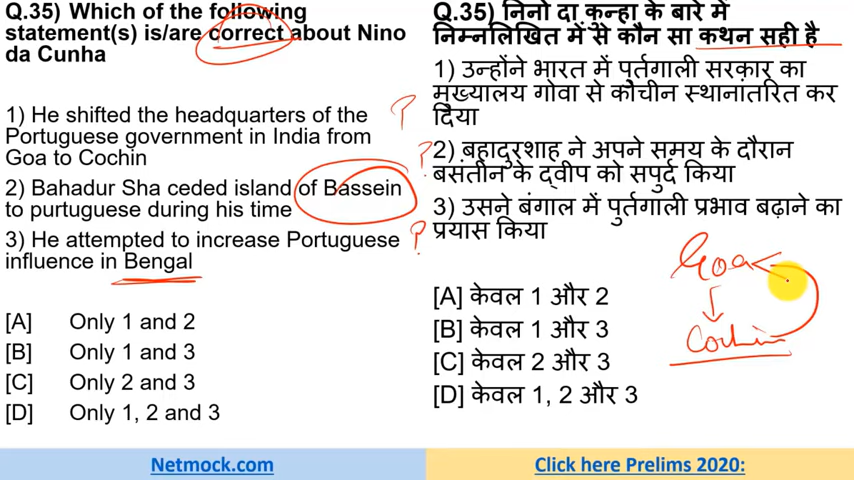 Q.35) Which of the following
statement(s) is/are correct about Nino
da Cunha
1) He shifted the headquarters of the
Portuguese government in India from
Goa to Cochin
2) Bahadur Sha ceded island of Bassein
to purtuguese during his time
3) He attempted to increase Portuguese
influence in Bengal
[A] Only 1 and 2
[B] Only 1 and 3
[C] Only 2 and 3
[D] Only 1, 2 and 3
?
?
?
Q.35) निनो दा कुन्हा के बारे में
निम्नलिखित में से कौन सा कथन सही है
1) उन्होंने भारत में पुर्तगाली सरकार का
मुख्यालय गोवा से कोचीन स्थानांतरित कर
दिया
2) बहादुरशाह ने अपने समय के दौरान
बसंतीन के द्वीप को सपुर्द किया
3) उसने बंगाल में पुर्तगाली प्रभाव बढ़ाने का
प्रयास किया
Goa
Cochin
[A] केवल 1 और 2
[B] केवल 1 और 3
[C] केवल 2 और 3
[D] केवल 1, 2 और 3
Netmock.com
Click here Prelims 2020: